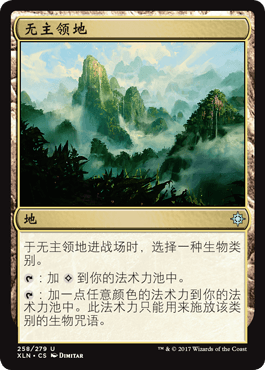 无主领地
地
于无主领地进战场时，选择一种生物类
别。
：加 到你的法术力池中。
：加一点任意颜色的法术力到你的法
术力池中。此法术力只能用来施放该类
别的生物咒语。
258/279 U
XLN • CS DIMITAR
™ & © 2017 Wizards of the Coast